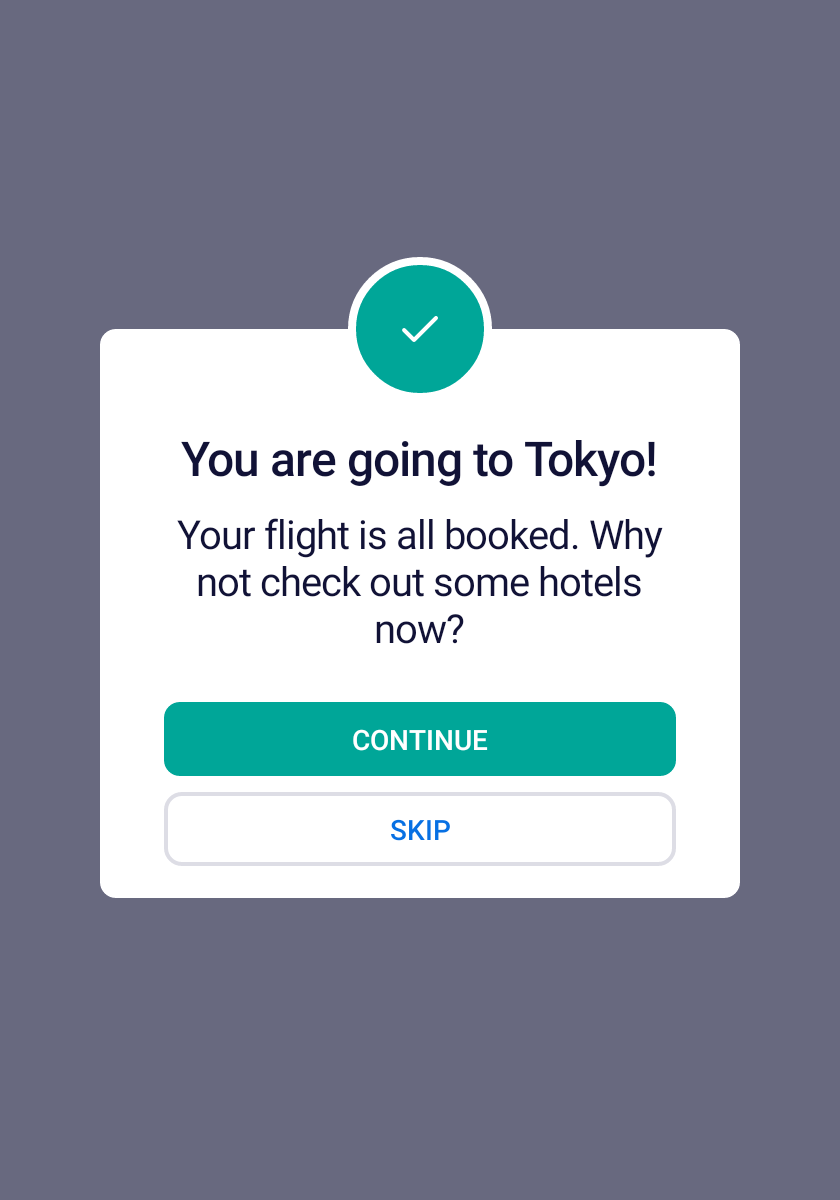 You are going to Tokyo!
Your flight is all booked. Why
not check out some hotels
now?
CONTINUE
SKIP